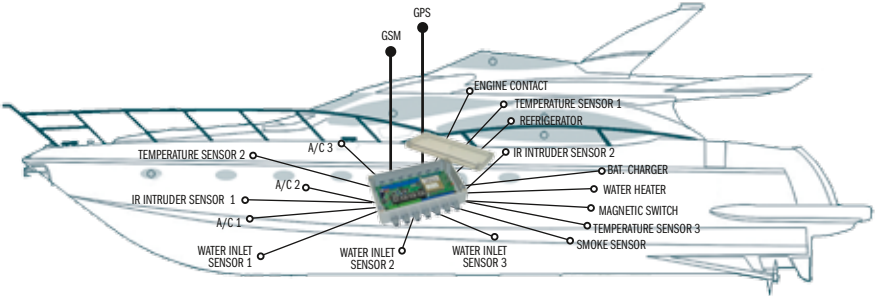 GPS
GSM
ENGINE CONTACT
TEMPERATURE SENSOR 1
REFRIGERATOR
A/C 3
TEMPERATURE SENSOR 2
IR INTRUDER SENSOR 2
BAT. CHARGER
A/C 2
WATER HEATER
IR INTRUDER SENSOR 1
MAGNETIC SWITCH
A/C 1
TEMPERATURE SENSOR 3
SMOKE SENSOR
WATER INLET
SENSOR 1
WATER INLET
SENSOR 2
WATER INLET
SENSOR 3